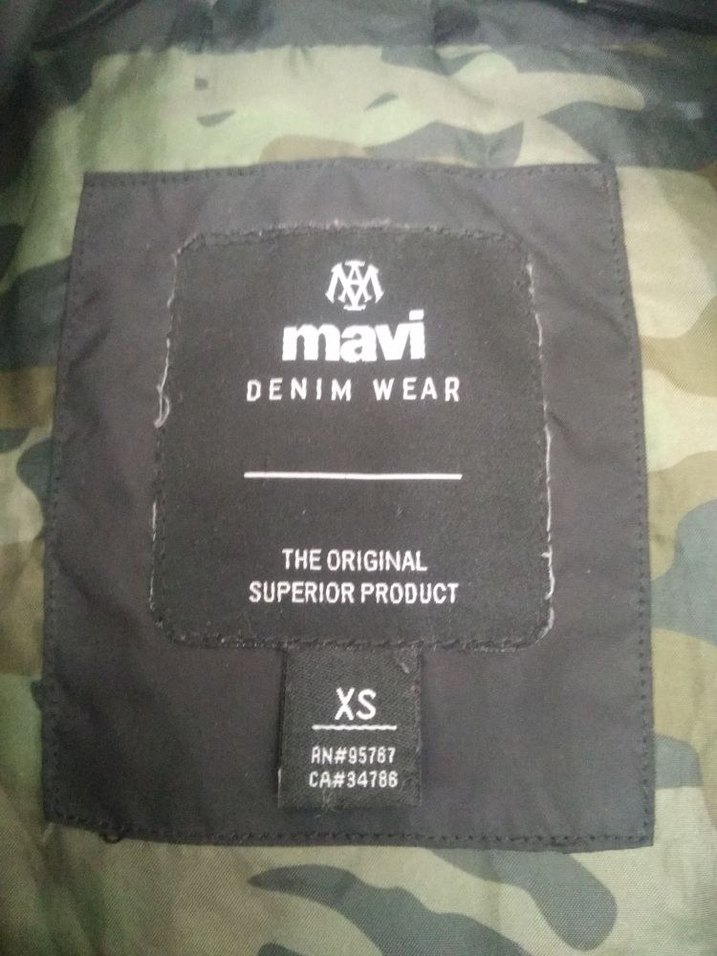 mavi
DENIM WEAR
THE ORIGINAL
SUPERIOR PRODUCT
XS
RN#95787
CA#34786